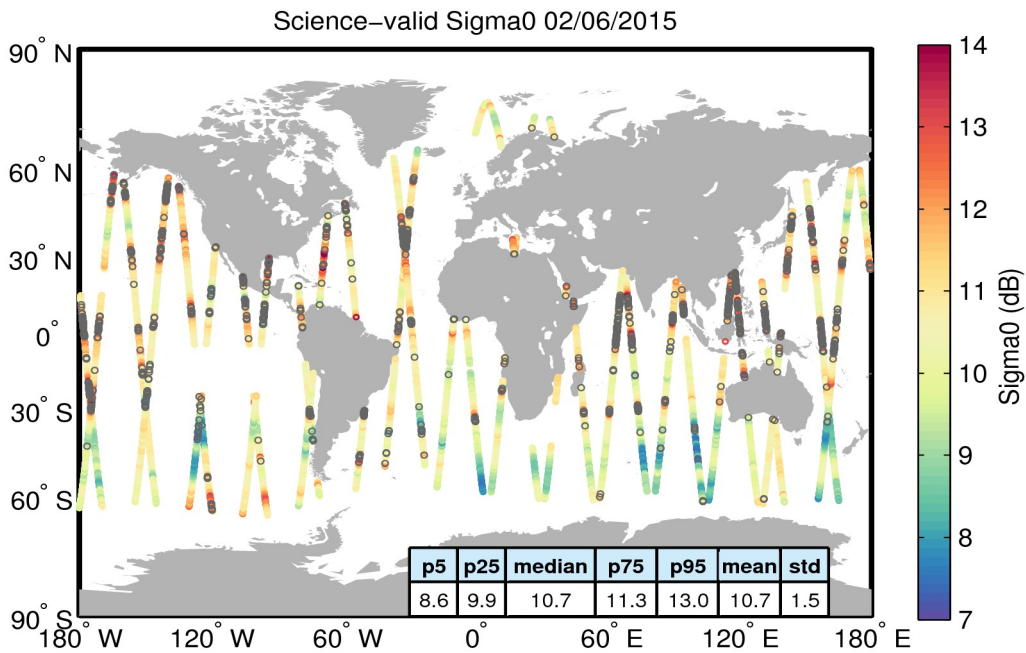 Science-valid Sigma0 02/06/2015
90° N
60° N
30° N
0°
30° S
60° S
90° S
180° W
120° W
60° W
0°
60° E
120° E
180° E
p5 p25 median p75 p95 mean std
8.6 9.9 10.7 11.3 13.0 10.7 1.5
14
13
12
11
10
9
8
7
Sigma0 (dB)